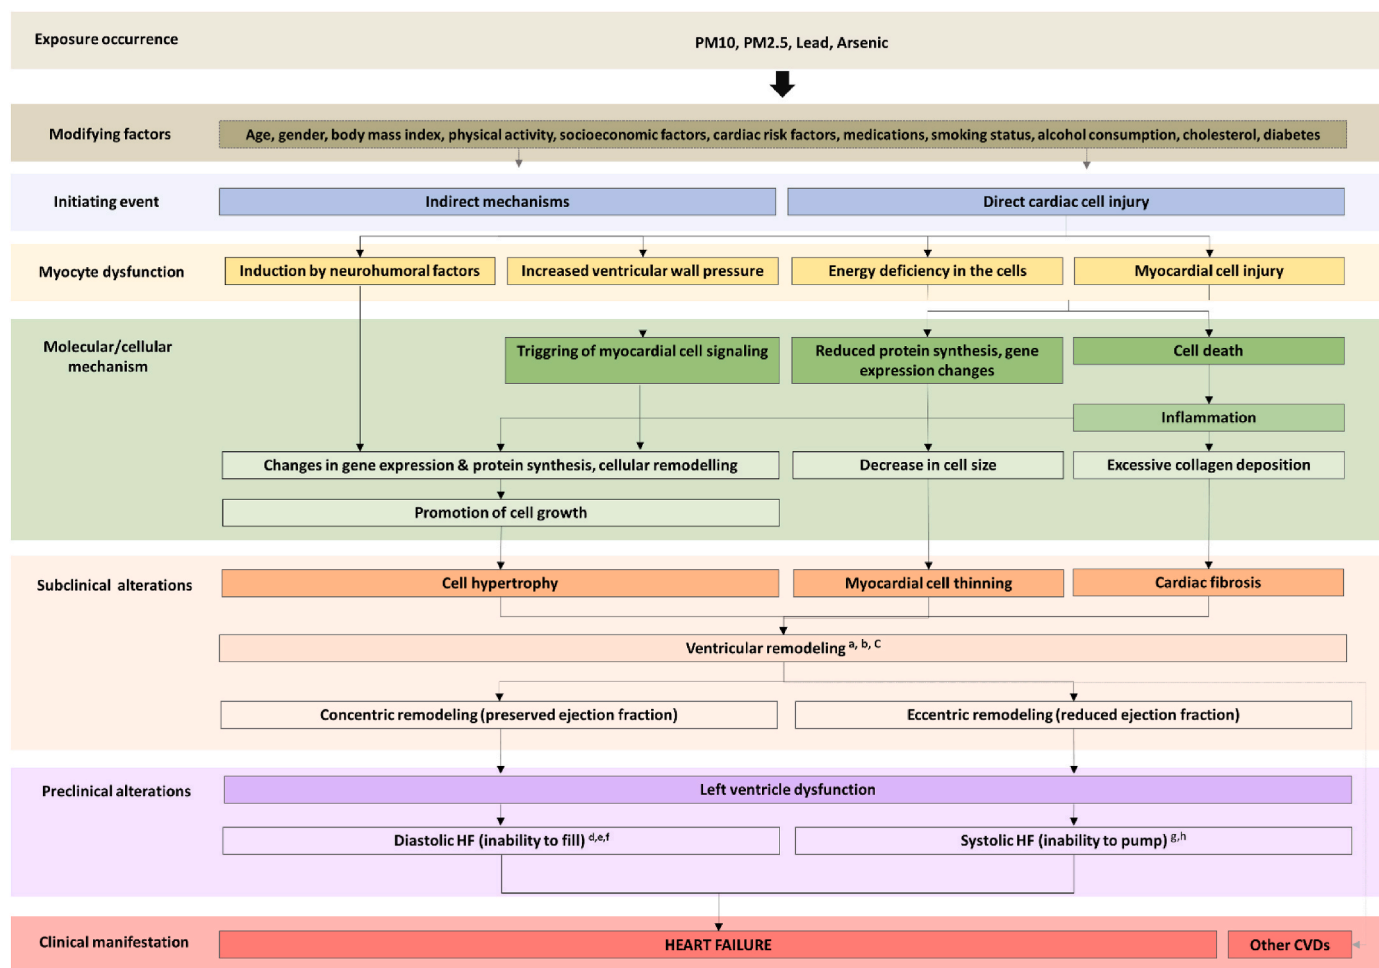 Exposure occurrence
PM10, PM2.5, Lead, Arsenic
Modifying factors
Age, gender, body mass index, physical activity, socioeconomic factors, cardiac risk factors, medications, smoking status, alcohol consumption, cholesterol, diabetes
Initiating event
Indirect mechanisms
Direct cardiac cell injury
Myocyte dysfunction
Induction by neurohumoral factors
Increased ventricular wall pressure
Energy deficiency in the cells
Myocardial cell injury
Molecular/cellular
mechanism
Triggring of myocardial cell signaling
Reduced protein synthesis, gene
expression changes
Cell death
Inflammation
Changes in gene expression & protein synthesis, cellular remodelling
Decrease in cell size
Excessive collagen deposition
Promotion of cell growth
Subclinical alterations
Cell hypertrophy
Myocardial cell thinning
Cardiac fibrosis
Ventricular remodeling a, b, C
Concentric remodeling (preserved ejection fraction)
Eccentric remodeling (reduced ejection fraction)
Preclinical alterations
Left ventricle dysfunction
Diastolic HF (inability to fill) d,e,f
Systolic HF (inability to pump) g,h
Clinical manifestation
HEART FAILURE
Other CVDs